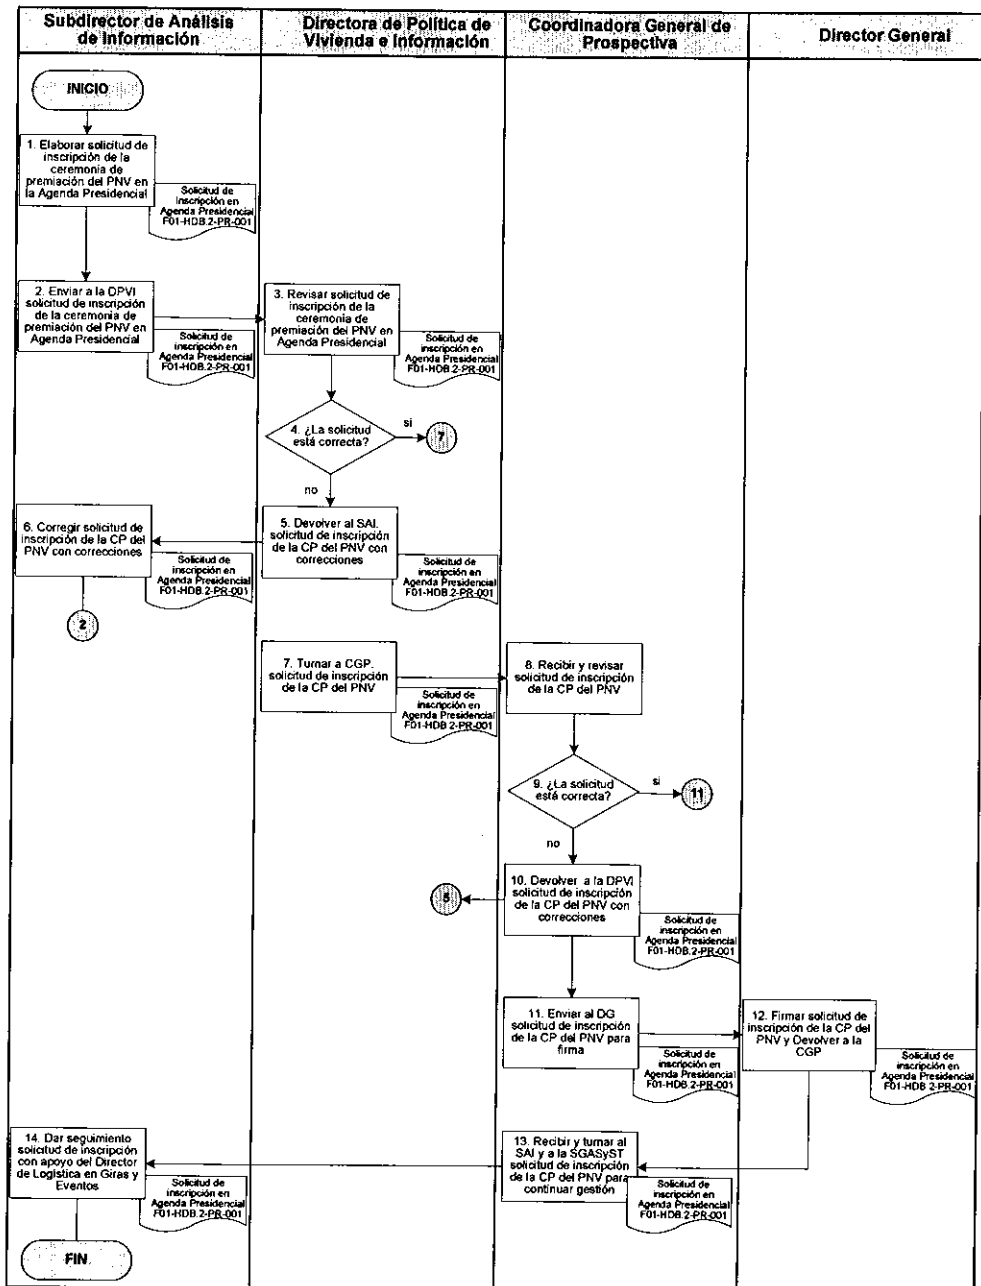 Subdirector de Análisis
de Información
Directora de Política de
Vivienda e Información
Coordinadora General de
Prospectiva
Director General
INICIO
1. Elaborar solicitud de
inscripción de la
ceremonia de
premiación del PNV en
la Agenda Presidencial
Solicitud de
Inscripción en
Agenda Presidencial
F01-HDB.2-PR-001
2. Enviar a la DPVI
solicitud de inscripción
de la ceremonia de
premiación del PNV en
Agenda Presidencial
Solicitud de
inscripción en
Agenda Presidencial
F01-HDB.2-PR-001
3. Revisar solicitud de
inscripción de la
ceremonia de
premiación del PNV en
Agenda Presidencial
Solicitud de
inscripción en
Agenda Presidencial
F01-HDB.2-PR-001
4. ¿La solicitud
está correcta?
si
7
no
5. Devolver al SAI.
solicitud de inscripción
de la CP del PNV con
correcciones
Solicitud de
inscripción en
Agenda Presidencial
F01-HDB.2-PR-001
6. Corregir solicitud de
inscripción de la CP del
PNV con correcciones
Solicitud de
inscripción en
Agenda Presidencial
F01-HDB.2-PR-001
2
7. Turnar a CGP.
solicitud de inscripción
de la CP del PNV
Solicitud de
inscripción en
Agenda Presidencial
F01-HDB.2-PR-001
8. Recibir y revisar
solicitud de inscripción
de la CP del PNV
9. ¿La solicitud
está correcta?
si
11
no
10. Devolver a la DPVI
solicitud de inscripción
de la CP del PNV con
correcciones
5
Solicitud de
inscripción en
Agenda Presidencial
F01-HDB.2-PR-001
11. Enviar al DG
solicitud de inscripción
de la CP del PNV para
firma
Solicitud de
inscripción en
Agenda Presidencial
F01-HDB.2-PR-001
12. Firmar solicitud de
inscripción de la CP del
PNV y Devolver a la
CGP
Solicitud de
inscripción en
Agenda Presidencial
F01-HDB.2-PR-001
13. Recibir y turnar al
SAI y a la SGASyST
solicitud de inscripción
de la CP del PNV para
continuar gestión
Solicitud de
inscripción en
Agenda Presidencial
F01-HDB.2-PR-001
14. Dar seguimiento
solicitud de inscripción
con apoyo del Director
de Logística en Giras y
Eventos
Solicitud de
inscripción en
Agenda Presidencial
F01-HDB.2-PR-001
FIN